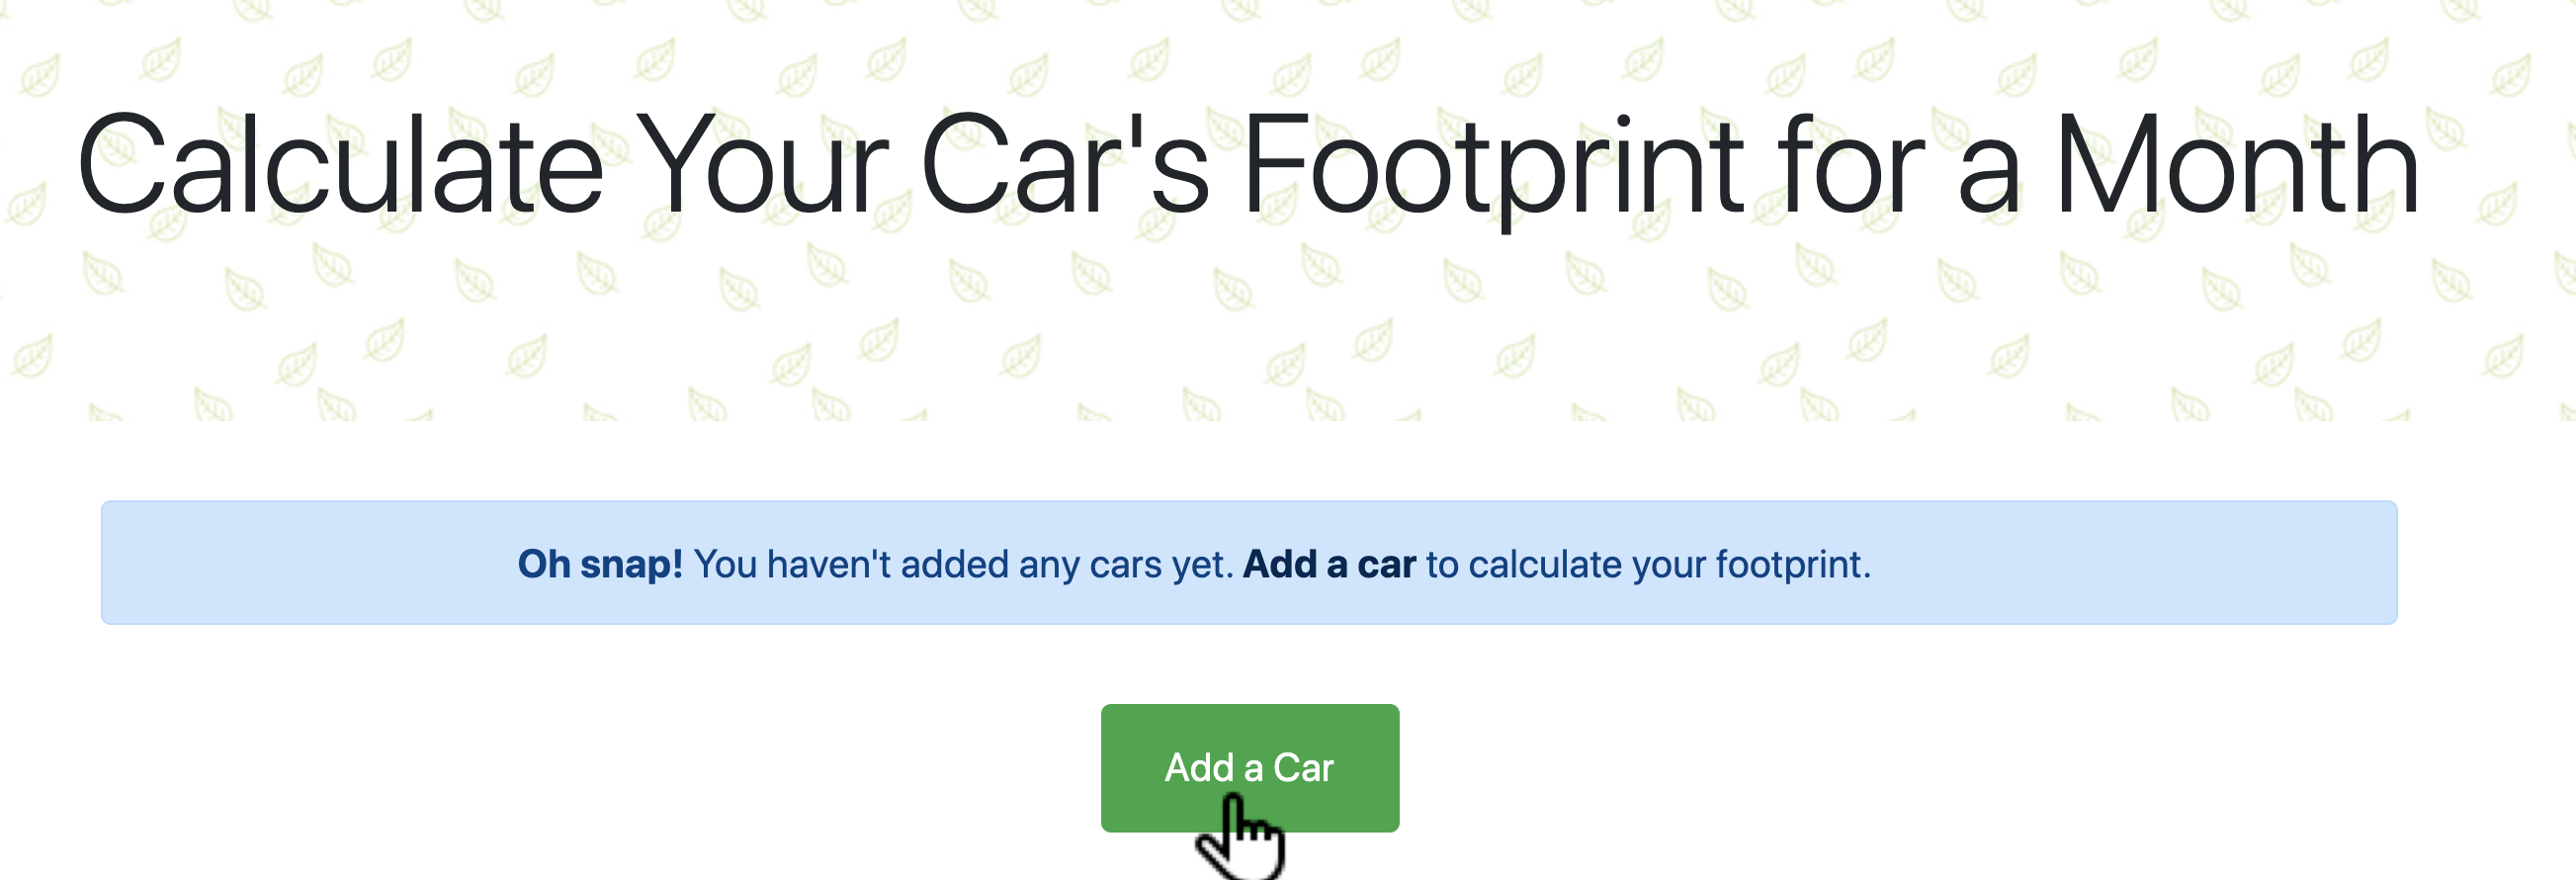 Calculate Your Car's Footprint for a Month
Oh snap! You haven't added any cars yet. Add a car to calculate your footprint.
Add a Car